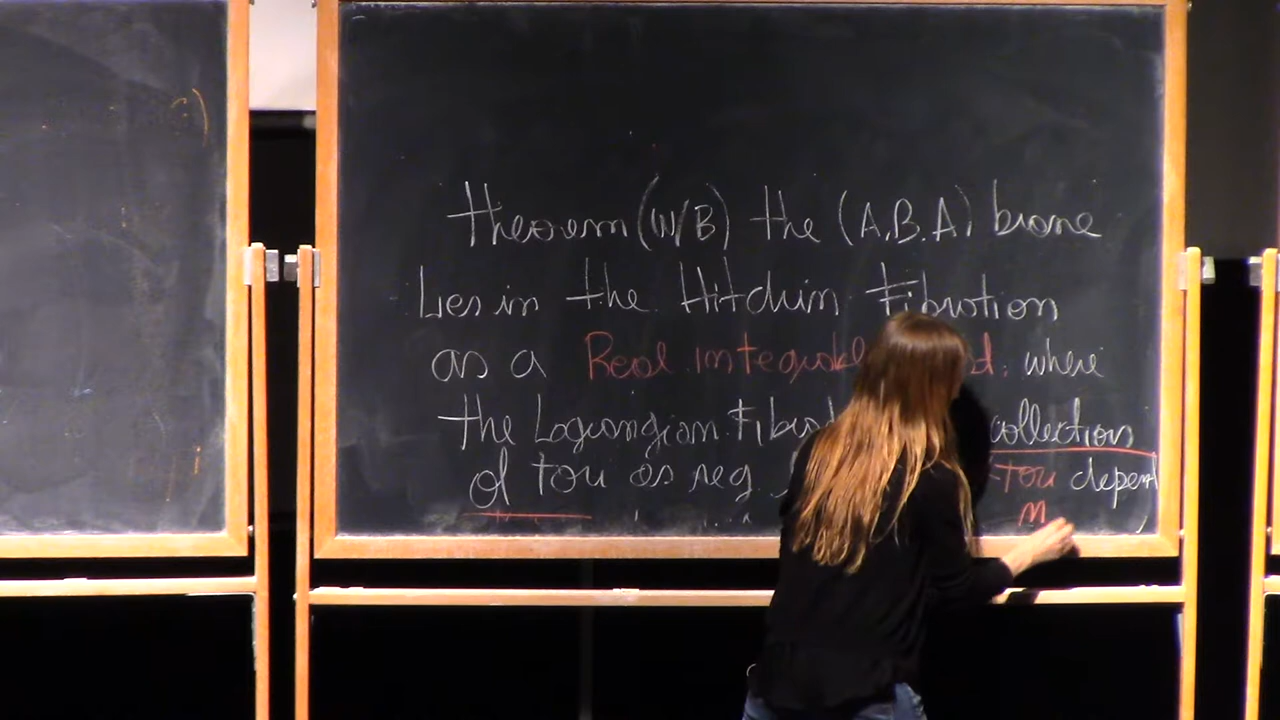 theorem (W/B) the (A,B,A) brane
Lies in the Hitchin Fibration
as a Real where
the Lagrangian collection
of tori as reg. tori depend